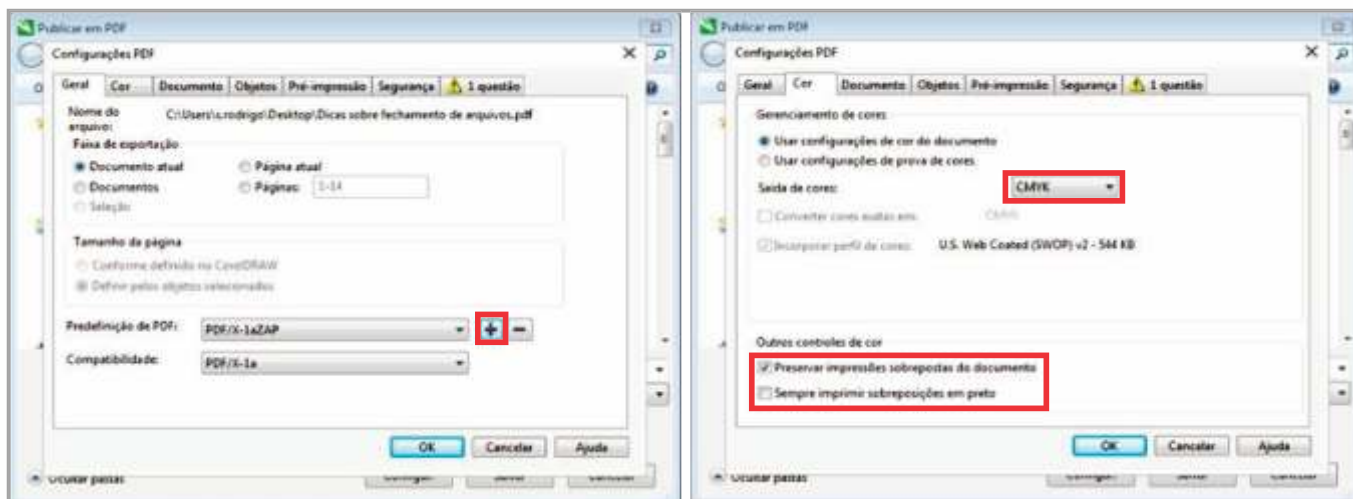 Publicar em PDF
Configurações PDF
Geral Cor Documento Objetos Pré-impressão Segurança 1 questão
Nome do arquivo: C:\Users\s.rodrigo\Desktop\Dicas sobre fechamento de arquivos.pdf
Faixa de exportação
Documento atual Página atual
Documentos Páginas: 1-14
Seleção
Tamanho da página
Conforme definido no CorelDRAW
Definir pelos objetos selecionados
Predefinição de PDF: PDF/X-1aZAP + −
Compatibilidade: PDF/X-1a
OK Cancelar Ajuda
Ocultar pastas
Publicar em PDF
Configurações PDF
Geral Cor Documento Objetos Pré-impressão Segurança 1 questão
Gerenciamento de cores
Usar configurações de cor do documento
Usar configurações de prova de cores
Saída de cores: CMYK
Converter cores exatas em: CMYK
Incorporar perfil de cores: U.S. Web Coated (SWOP) v2 - 544 KB
Outros controles de cor
Preservar impressões sobrepostas do documento
Sempre imprimir sobreposições em preto
OK Cancelar Ajuda
Ocultar pastas